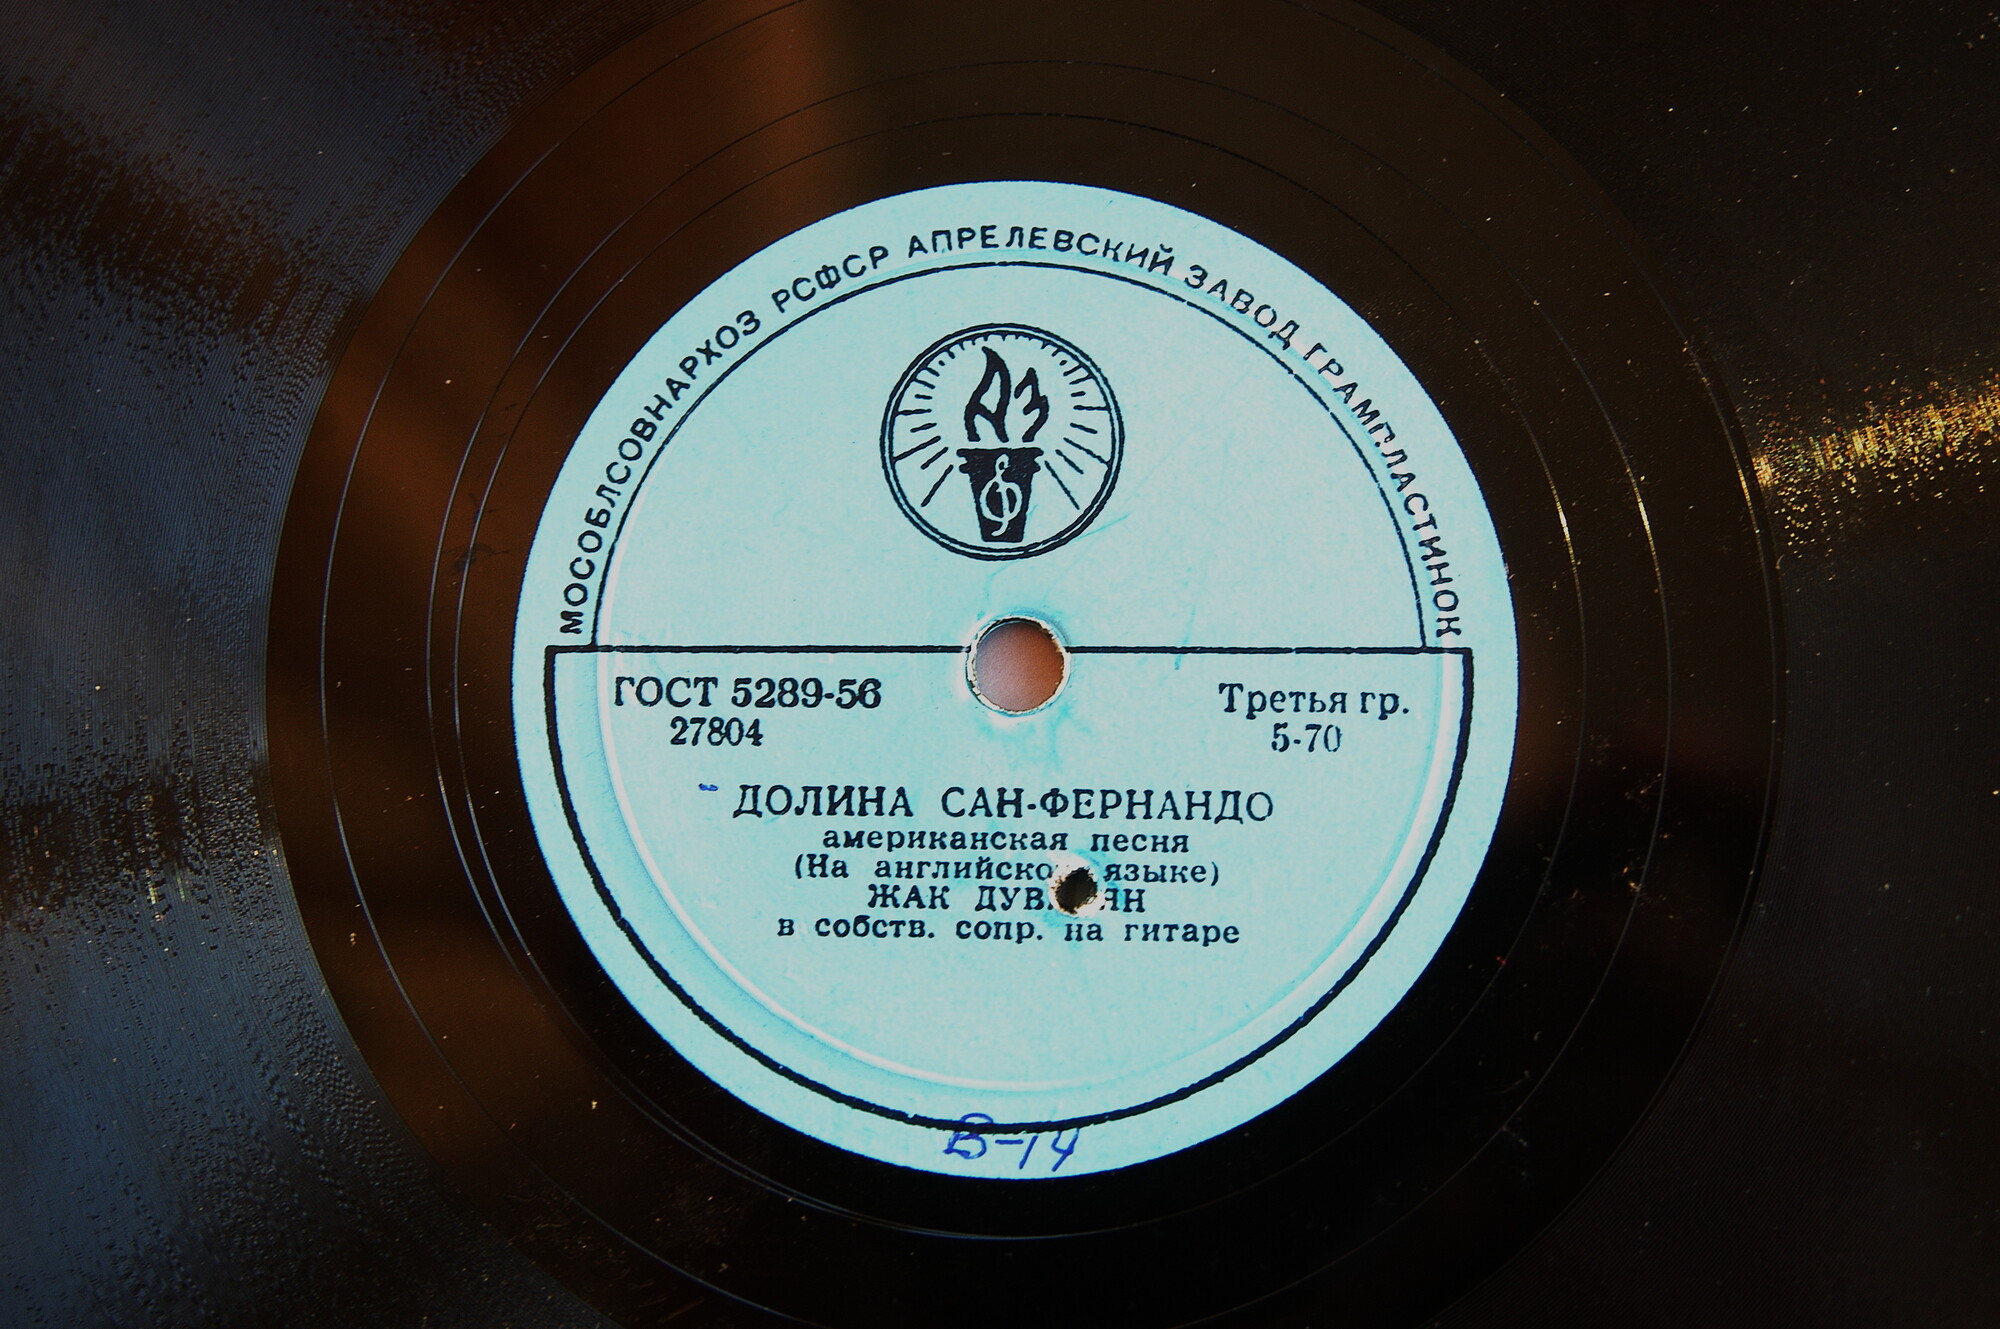 МОСОБЛСОВНАРХОЗ РСФСР АПРЕЛЕВСКИЙ ЗАВОД ГРАМПЛАСТИНОК
АЗ
ГОСТ 5289-56
27804
Третья гр.
5-70
ДОЛИНА САН-ФЕРНАНДО
американская песня
(На английско языке)
ЖАК
в собств. сопр. на гитаре
В-14